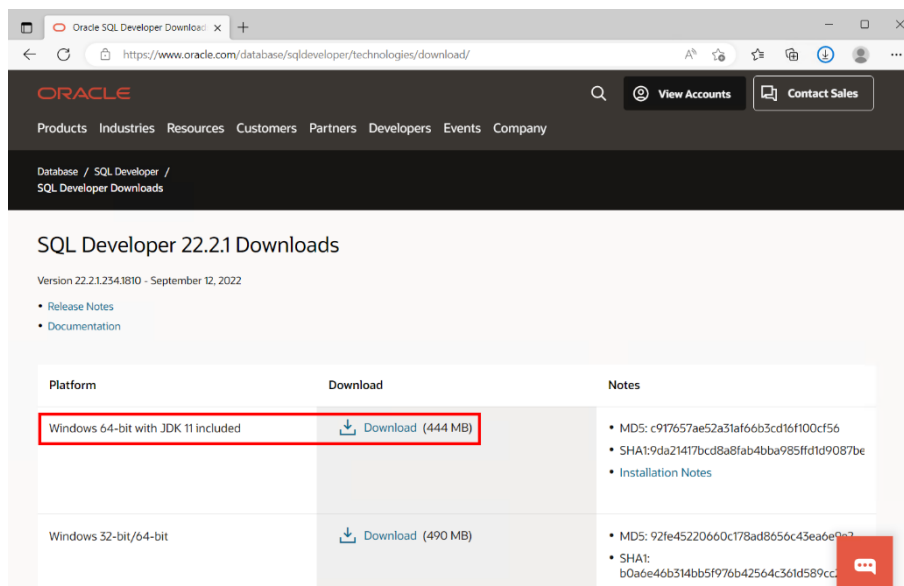 Oracle SQL Developer Download
https://www.oracle.com/database/sqldeveloper/technologies/download/
ORACLE
View Accounts
Contact Sales
Products Industries Resources Customers Partners Developers Events Company
Database / SQL Developer /
SQL Developer Downloads
SQL Developer 22.2.1 Downloads
Version 22.2.1.234.1810 - September 12, 2022
• Release Notes
• Documentation
Platform Download Notes
Windows 64-bit with JDK 11 included Download (444 MB)
• MD5: c917657ae52a31af66b3cd16f100cf56
• SHA1:9da21417bcd8a8fab4bba985ffd1d9087be
• Installation Notes
Windows 32-bit/64-bit Download (490 MB)
• MD5:
• SHA1: